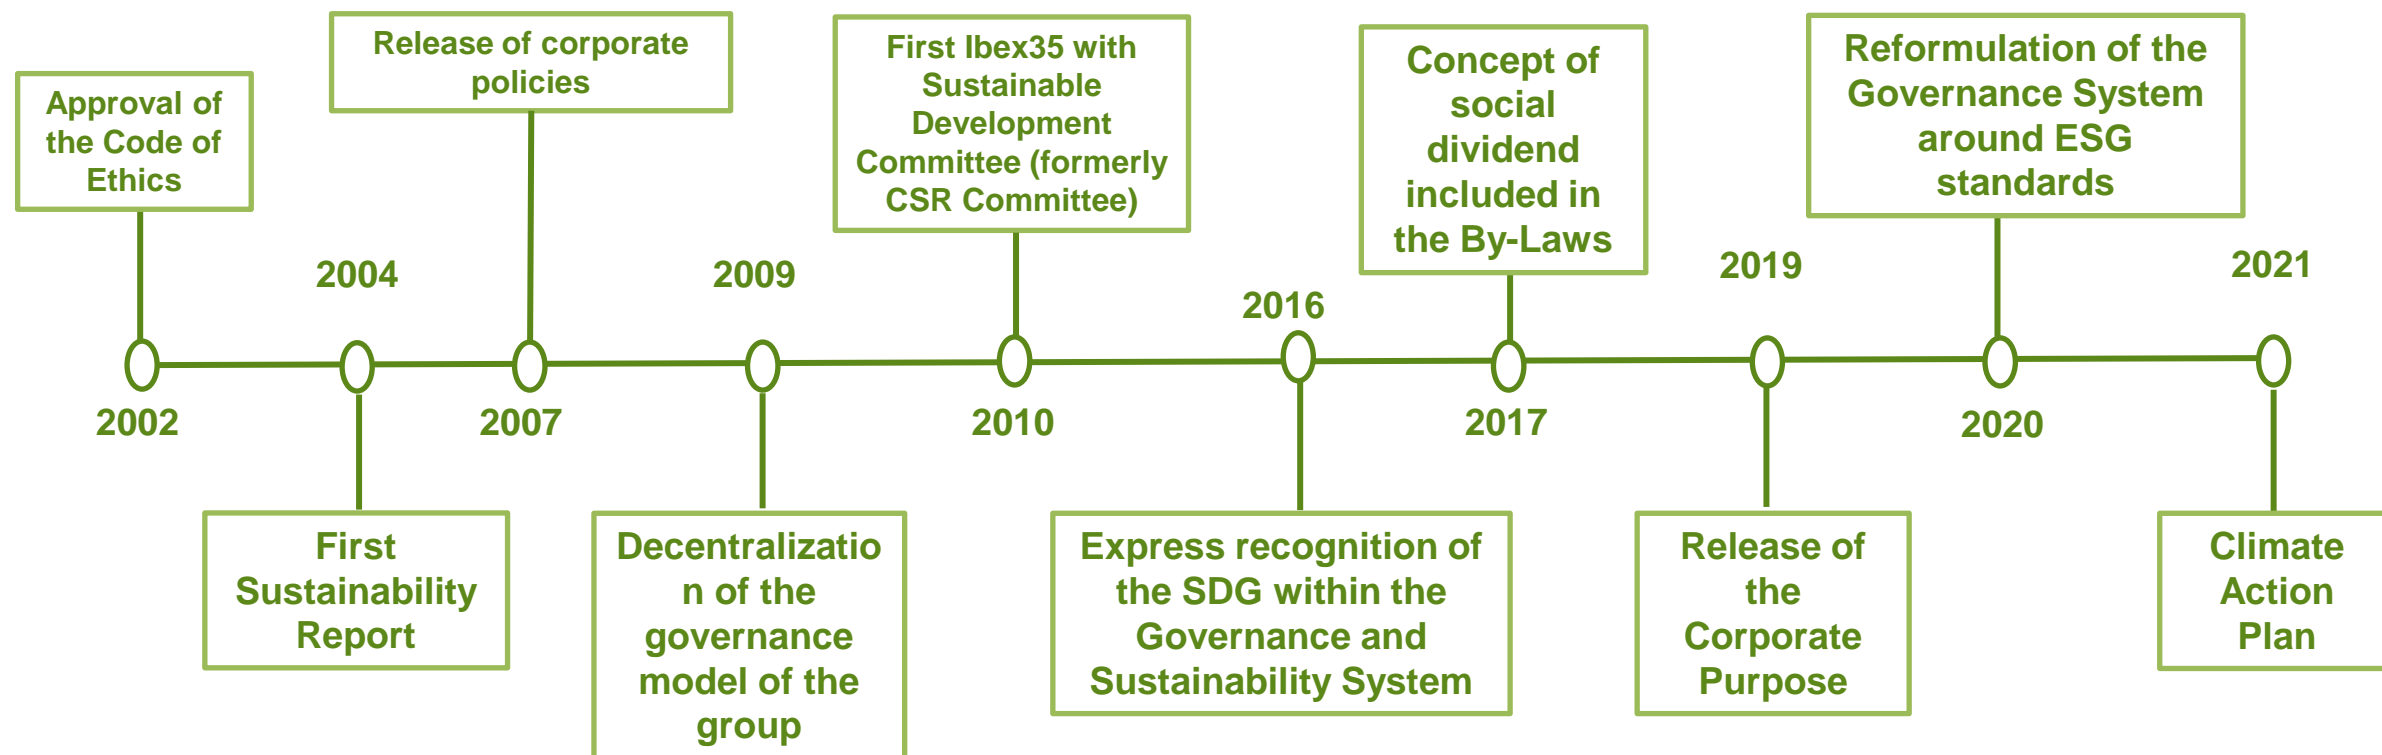 Approval of
the Code of
Ethics
2002
2004
First
Sustainability
Report
Release of corporate
policies
2007
2009
Decentralizatio
n of the
governance
model of the
group
First Ibex35 with
Sustainable
Development
Committee (formerly
CSR Committee)
2010
2016
Express recognition of
the SDG within the
Governance and
Sustainability System
Concept of
social
dividend
included in
the By-Laws
2017
2019
Release of
the
Corporate
Purpose
Reformulation of the
Governance System
around ESG
standards
2020
2021
Climate
Action
Plan